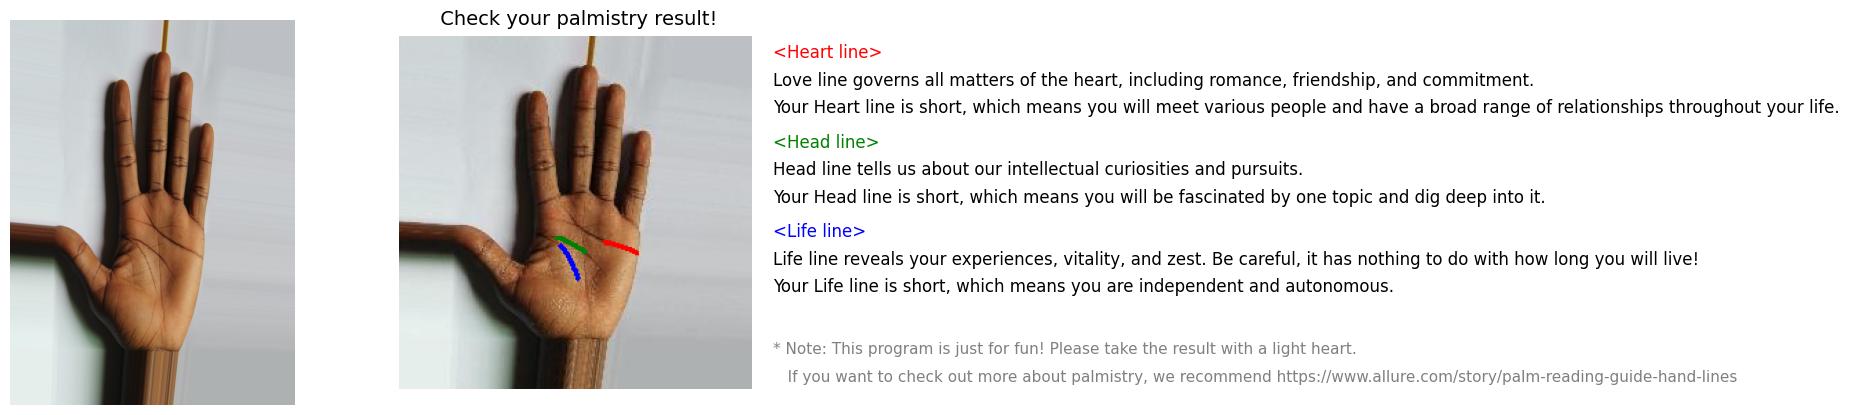 Check your palmistry result!
<Heart line>
Love line governs all matters of the heart, including romance, friendship, and commitment.
Your Heart line is short, which means you will meet various people and have a broad range of relationships throughout your life.
<Head line>
Head line tells us about our intellectual curiosities and pursuits.
Your Head line is short, which means you will be fascinated by one topic and dig deep into it.
<Life line>
Life line reveals your experiences, vitality, and zest. Be careful, it has nothing to do with how long you will live!
Your Life line is short, which means you are independent and autonomous.
* Note: This program is just for fun! Please take the result with a light heart.
If you want to check out more about palmistry, we recommend https://www.allure.com/story/palm-reading-guide-hand-lines